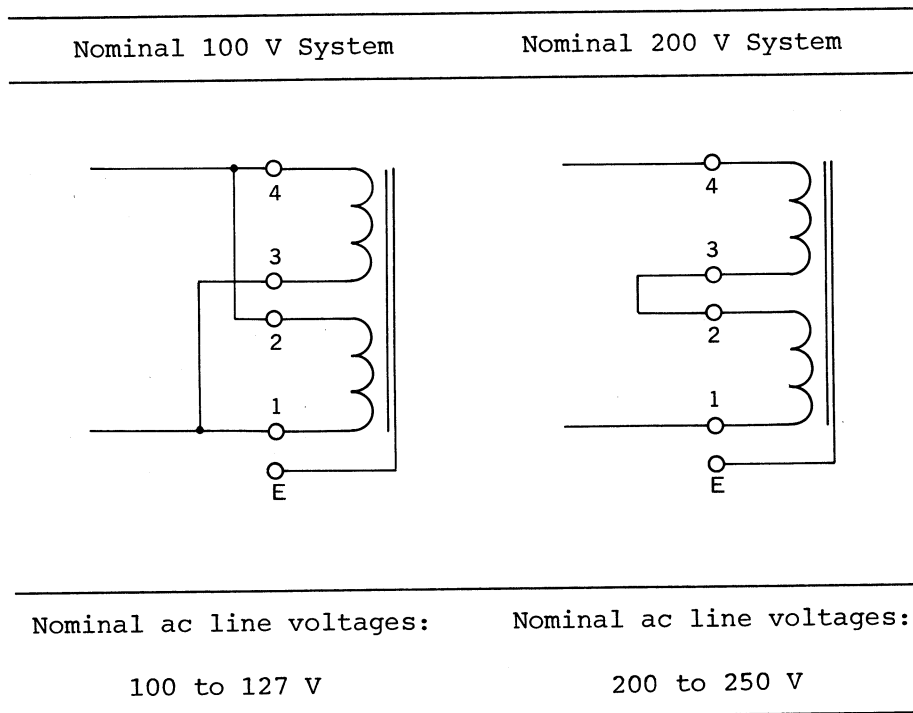 Nominal 100 V System
Nominal 200 V System
4
3
2
1
E
4
3
2
1
E
Nominal ac line voltages:
100 to 127 V
Nominal ac line voltages:
200 to 250 V